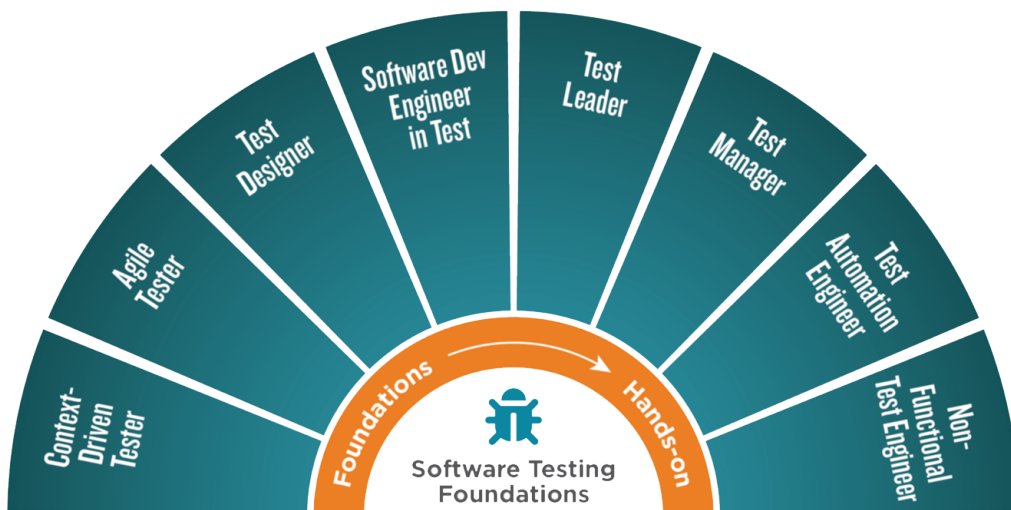 Context-
Driven
Tester
Agile
Tester
Test
Designer
Software Dev
Engineer
in Test
Test
Leader
Test
Manager
Test
Automation
Engineer
Non-
Functional
Test Engineer
Foundations
Hands-on
Software Testing
Foundations